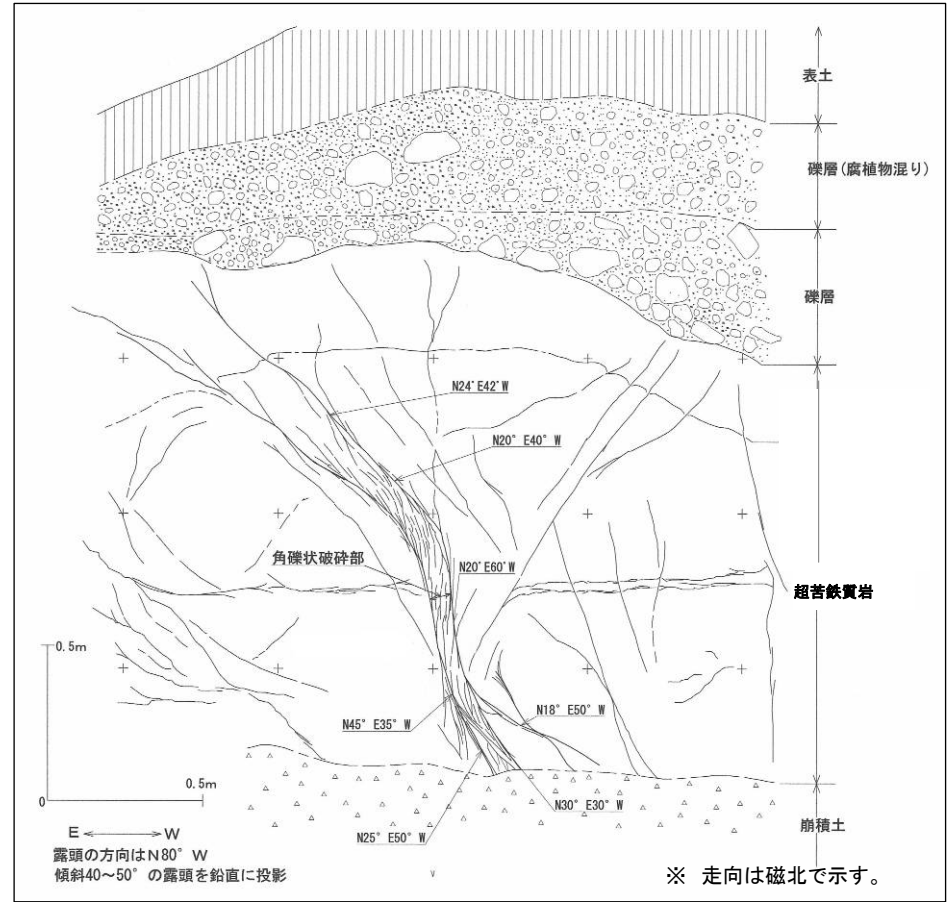 表土
礫層(腐植物混り)
礫層
N24°E42°W
N20°E40°W
角礫状破砕部
N20°E60°W
超苦鉄質岩
0.5m
N45°E35°W
N18°E50°W
0.5m
0
N30°E30°W
崩積土
N25°E50°W
E W
露頭の方向はN80°W
傾斜40～50°の露頭を鉛直に投影
※ 走向は磁北で示す。